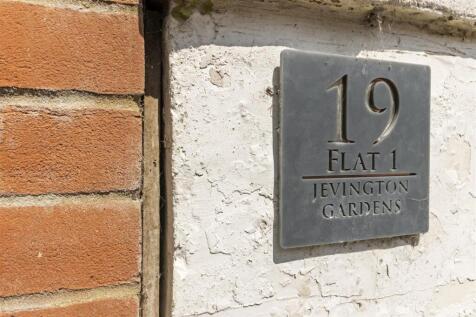 19
FLAT 1
JEVINGTON
GARDENS